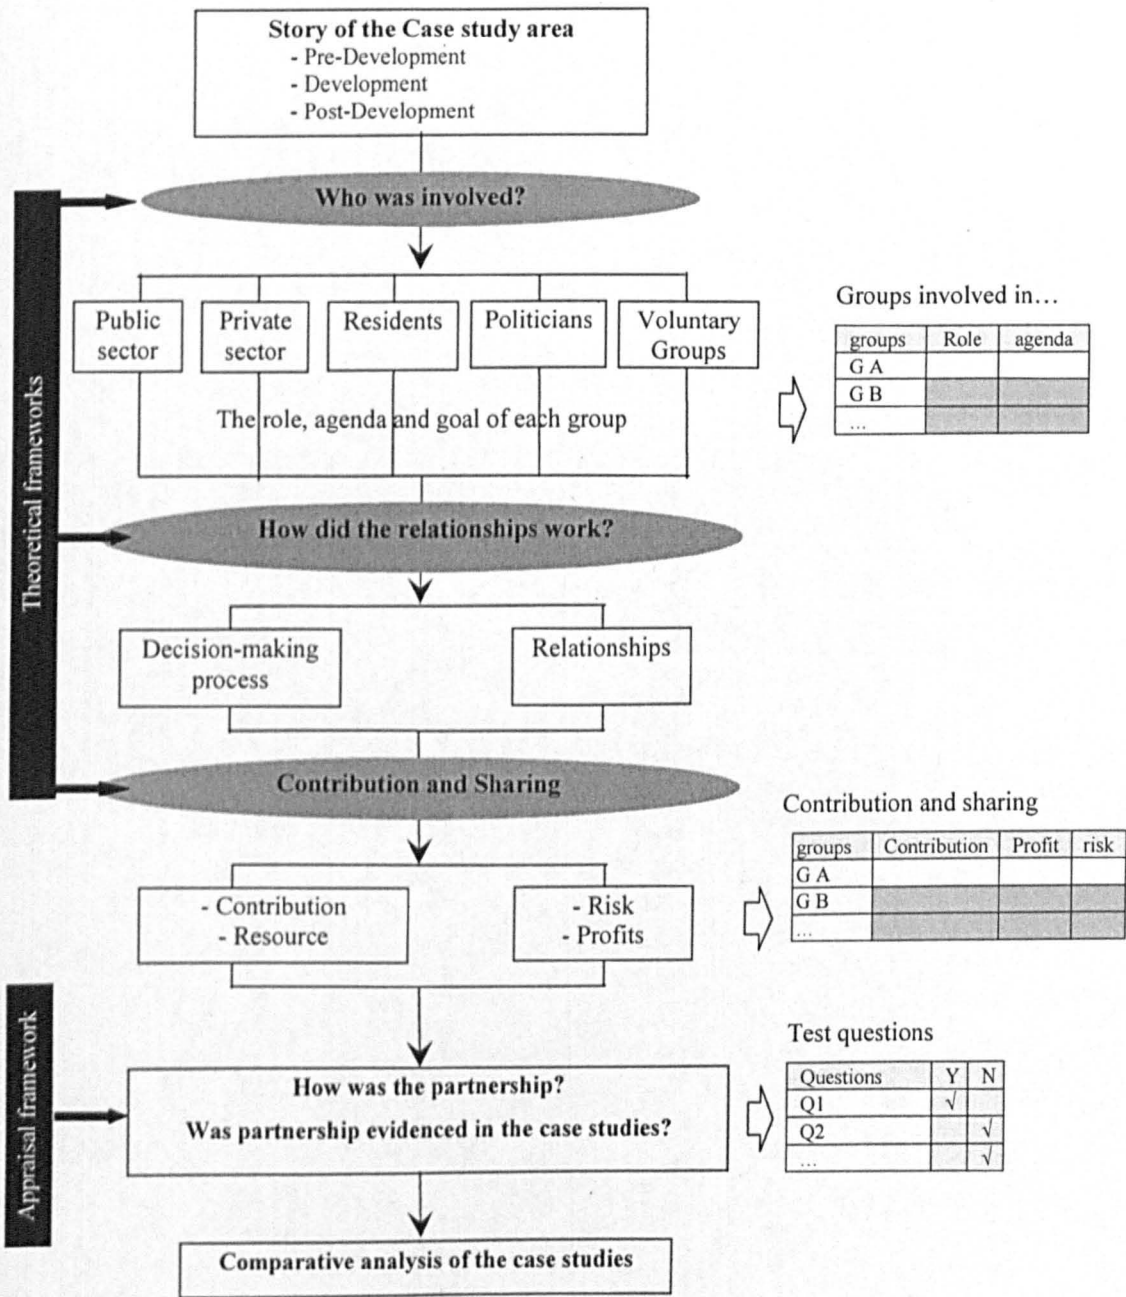 Story of the Case study area
- Pre-Development
- Development
- Post-Development
Theoretical frameworks
Who was involved?
Public
sector
Private
sector
Residents
Politicians
Voluntary
Groups
The role, agenda and goal of each group
Groups involved in…
groups Role agenda
G A
G B
…
How did the relationships work?
Decision-making
process
Relationships
Contribution and Sharing
- Contribution
- Resource
- Risk
- Profits
Contribution and sharing
groups Contribution Profit risk
G A
G B
…
Appraisal framework
How was the partnership?
Was partnership evidenced in the case studies?
Test questions
Questions Y N
Q1 √
Q2 √
… √
Comparative analysis of the case studies